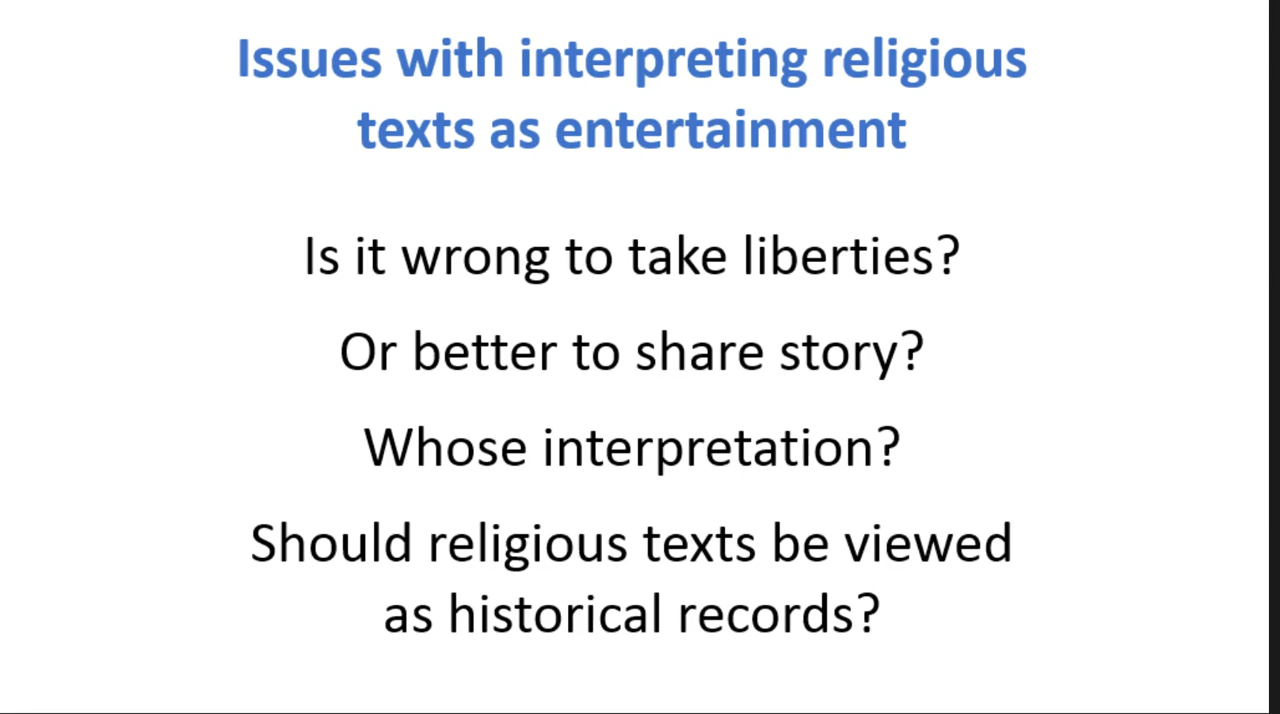 Issues with interpreting religious
texts as entertainment
Is it wrong to take liberties?
Or better to share story?
Whose interpretation?
Should religious texts be viewed
as historical records?